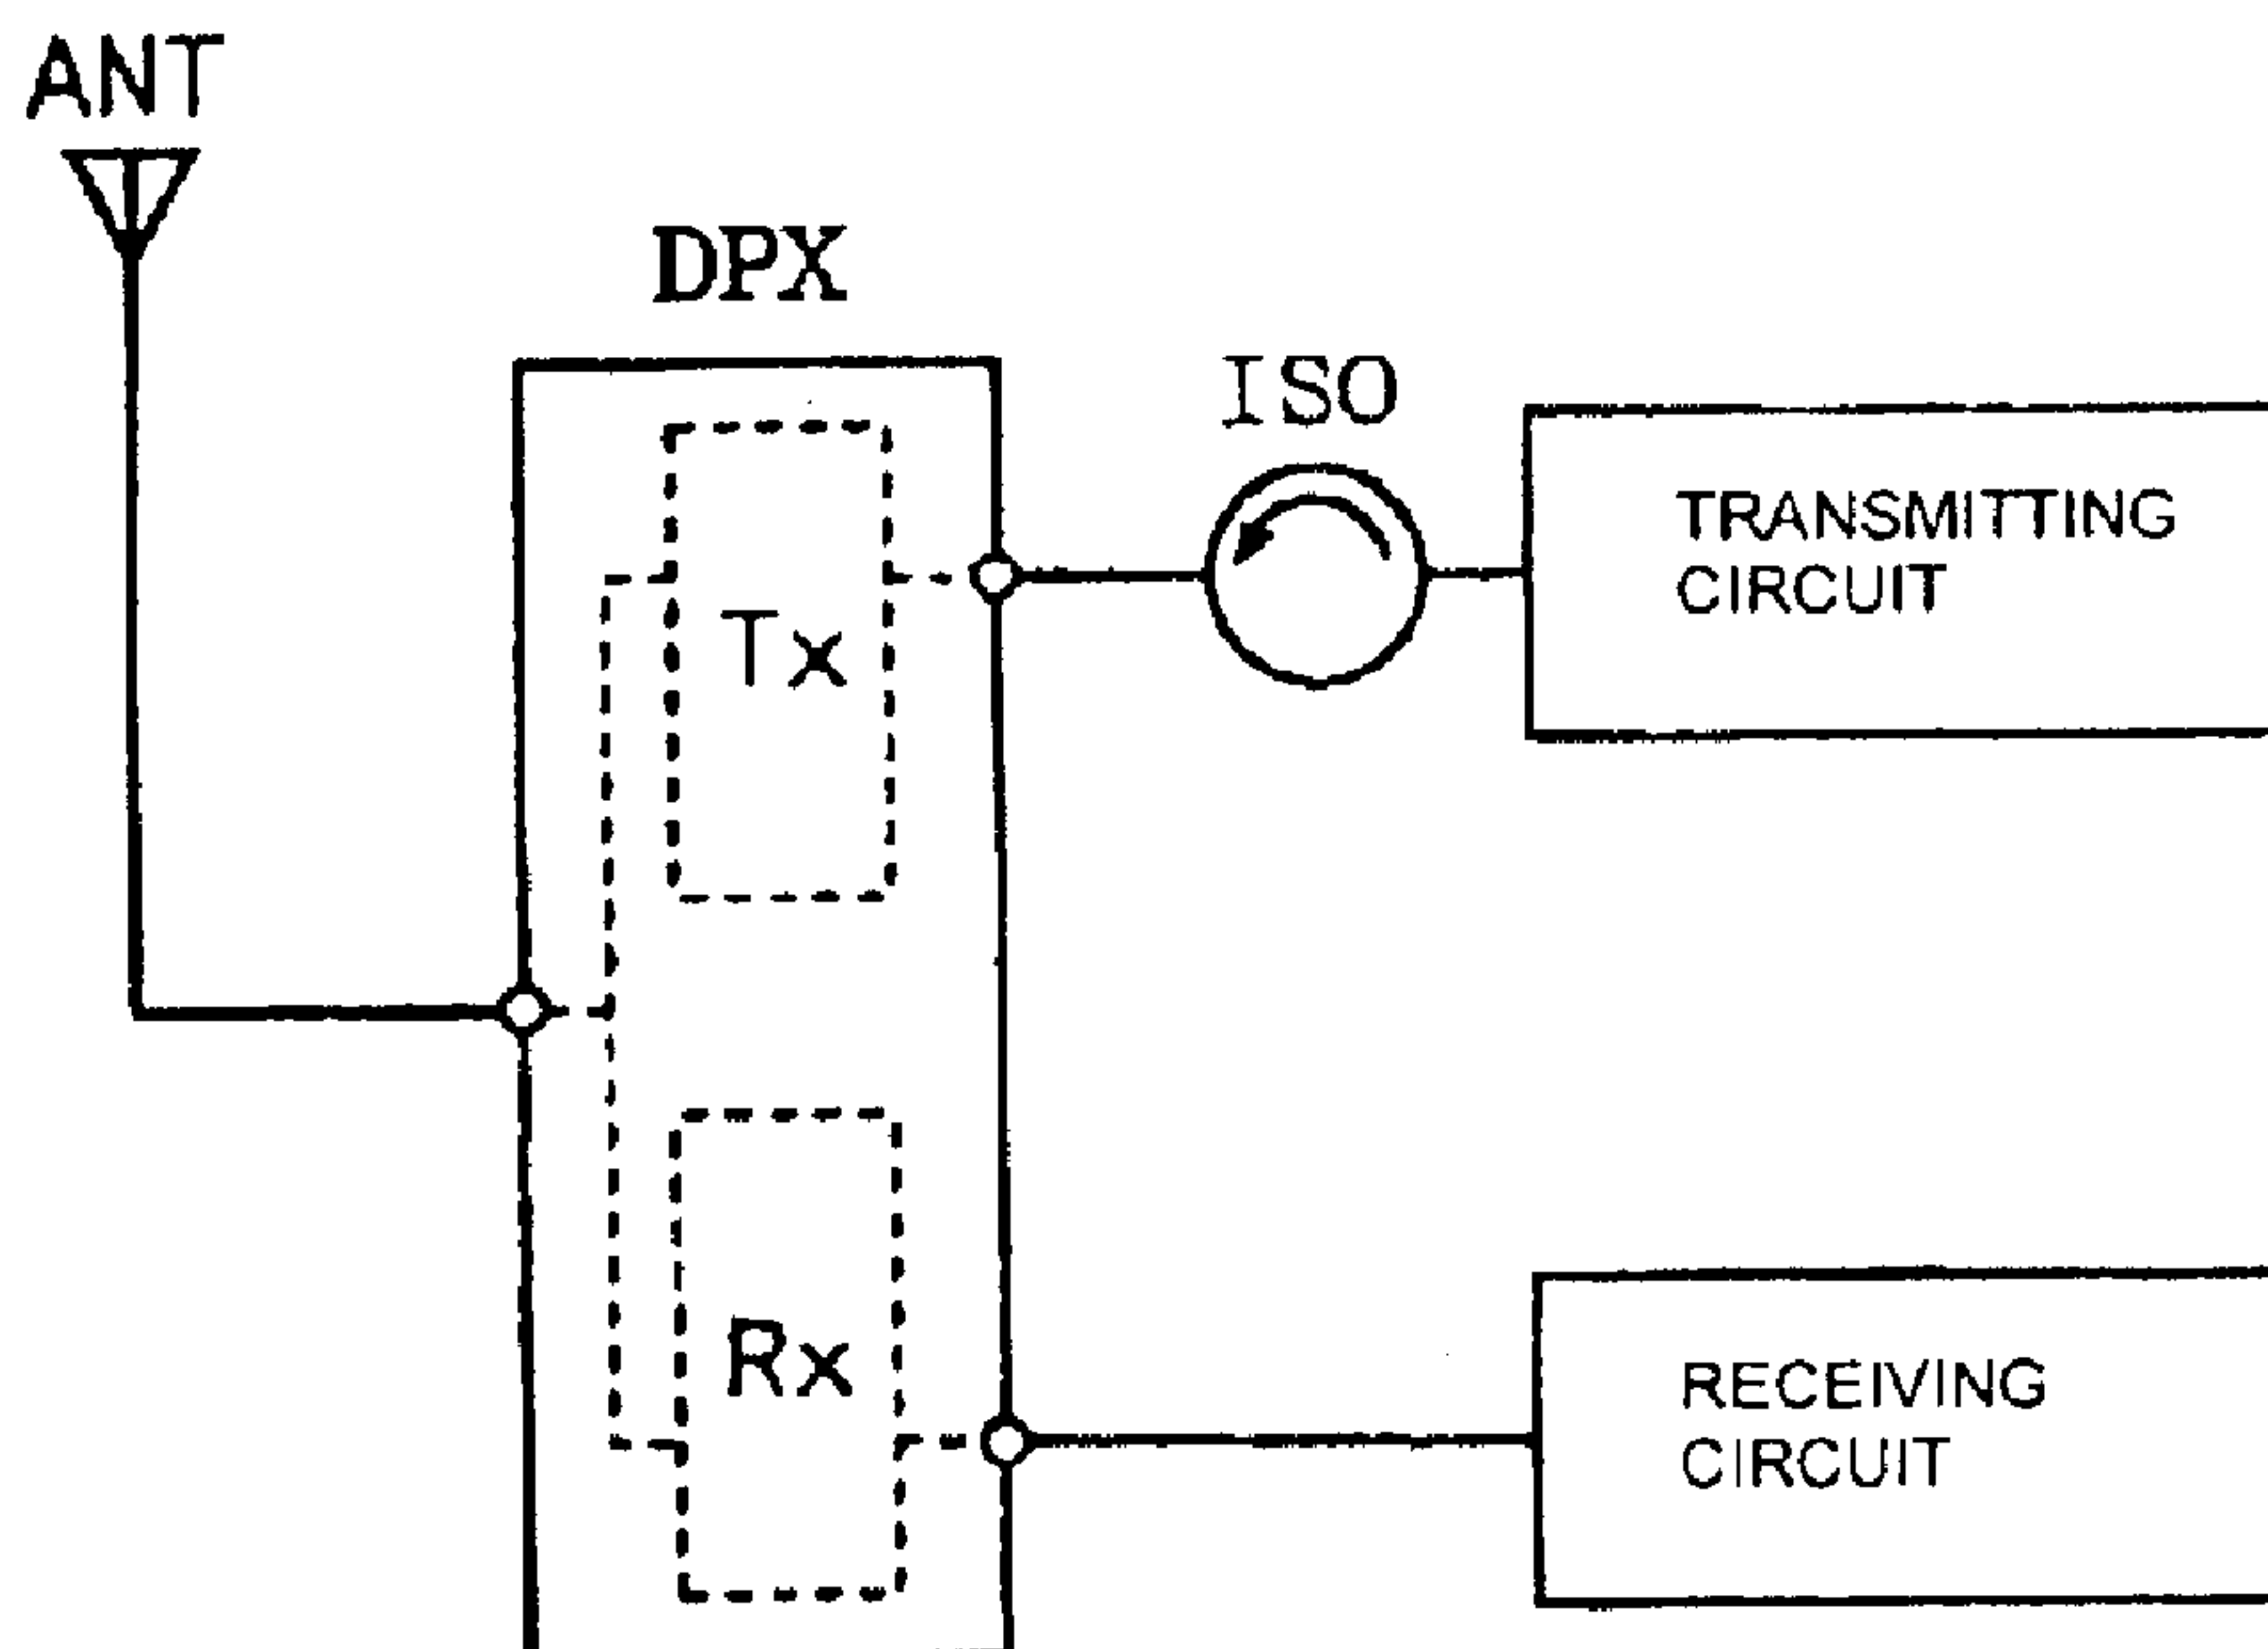 ANT
DPX
ISO
TRANSMITTING
CIRCUIT
Tx
Rx
RECEIVING
CIRCUIT